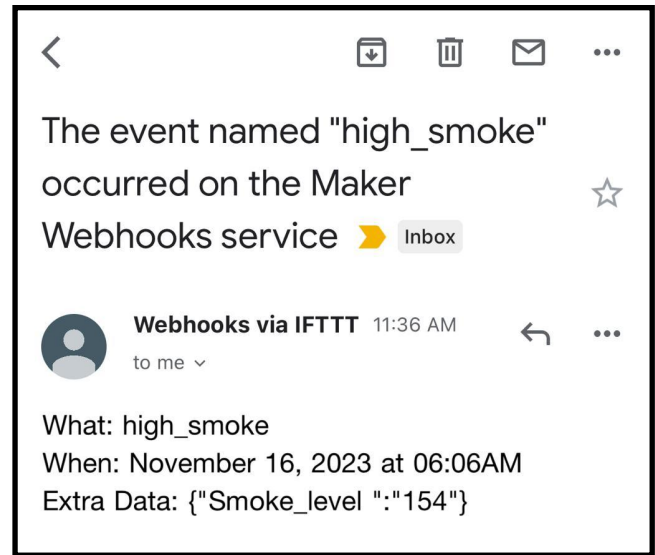 The event named "high_smoke"
occurred on the Maker
Webhooks service Inbox
Webhooks via IFTTT 11:36 AM
to me
What: high_smoke
When: November 16, 2023 at 06:06AM
Extra Data: {"Smoke_level ":"154"}